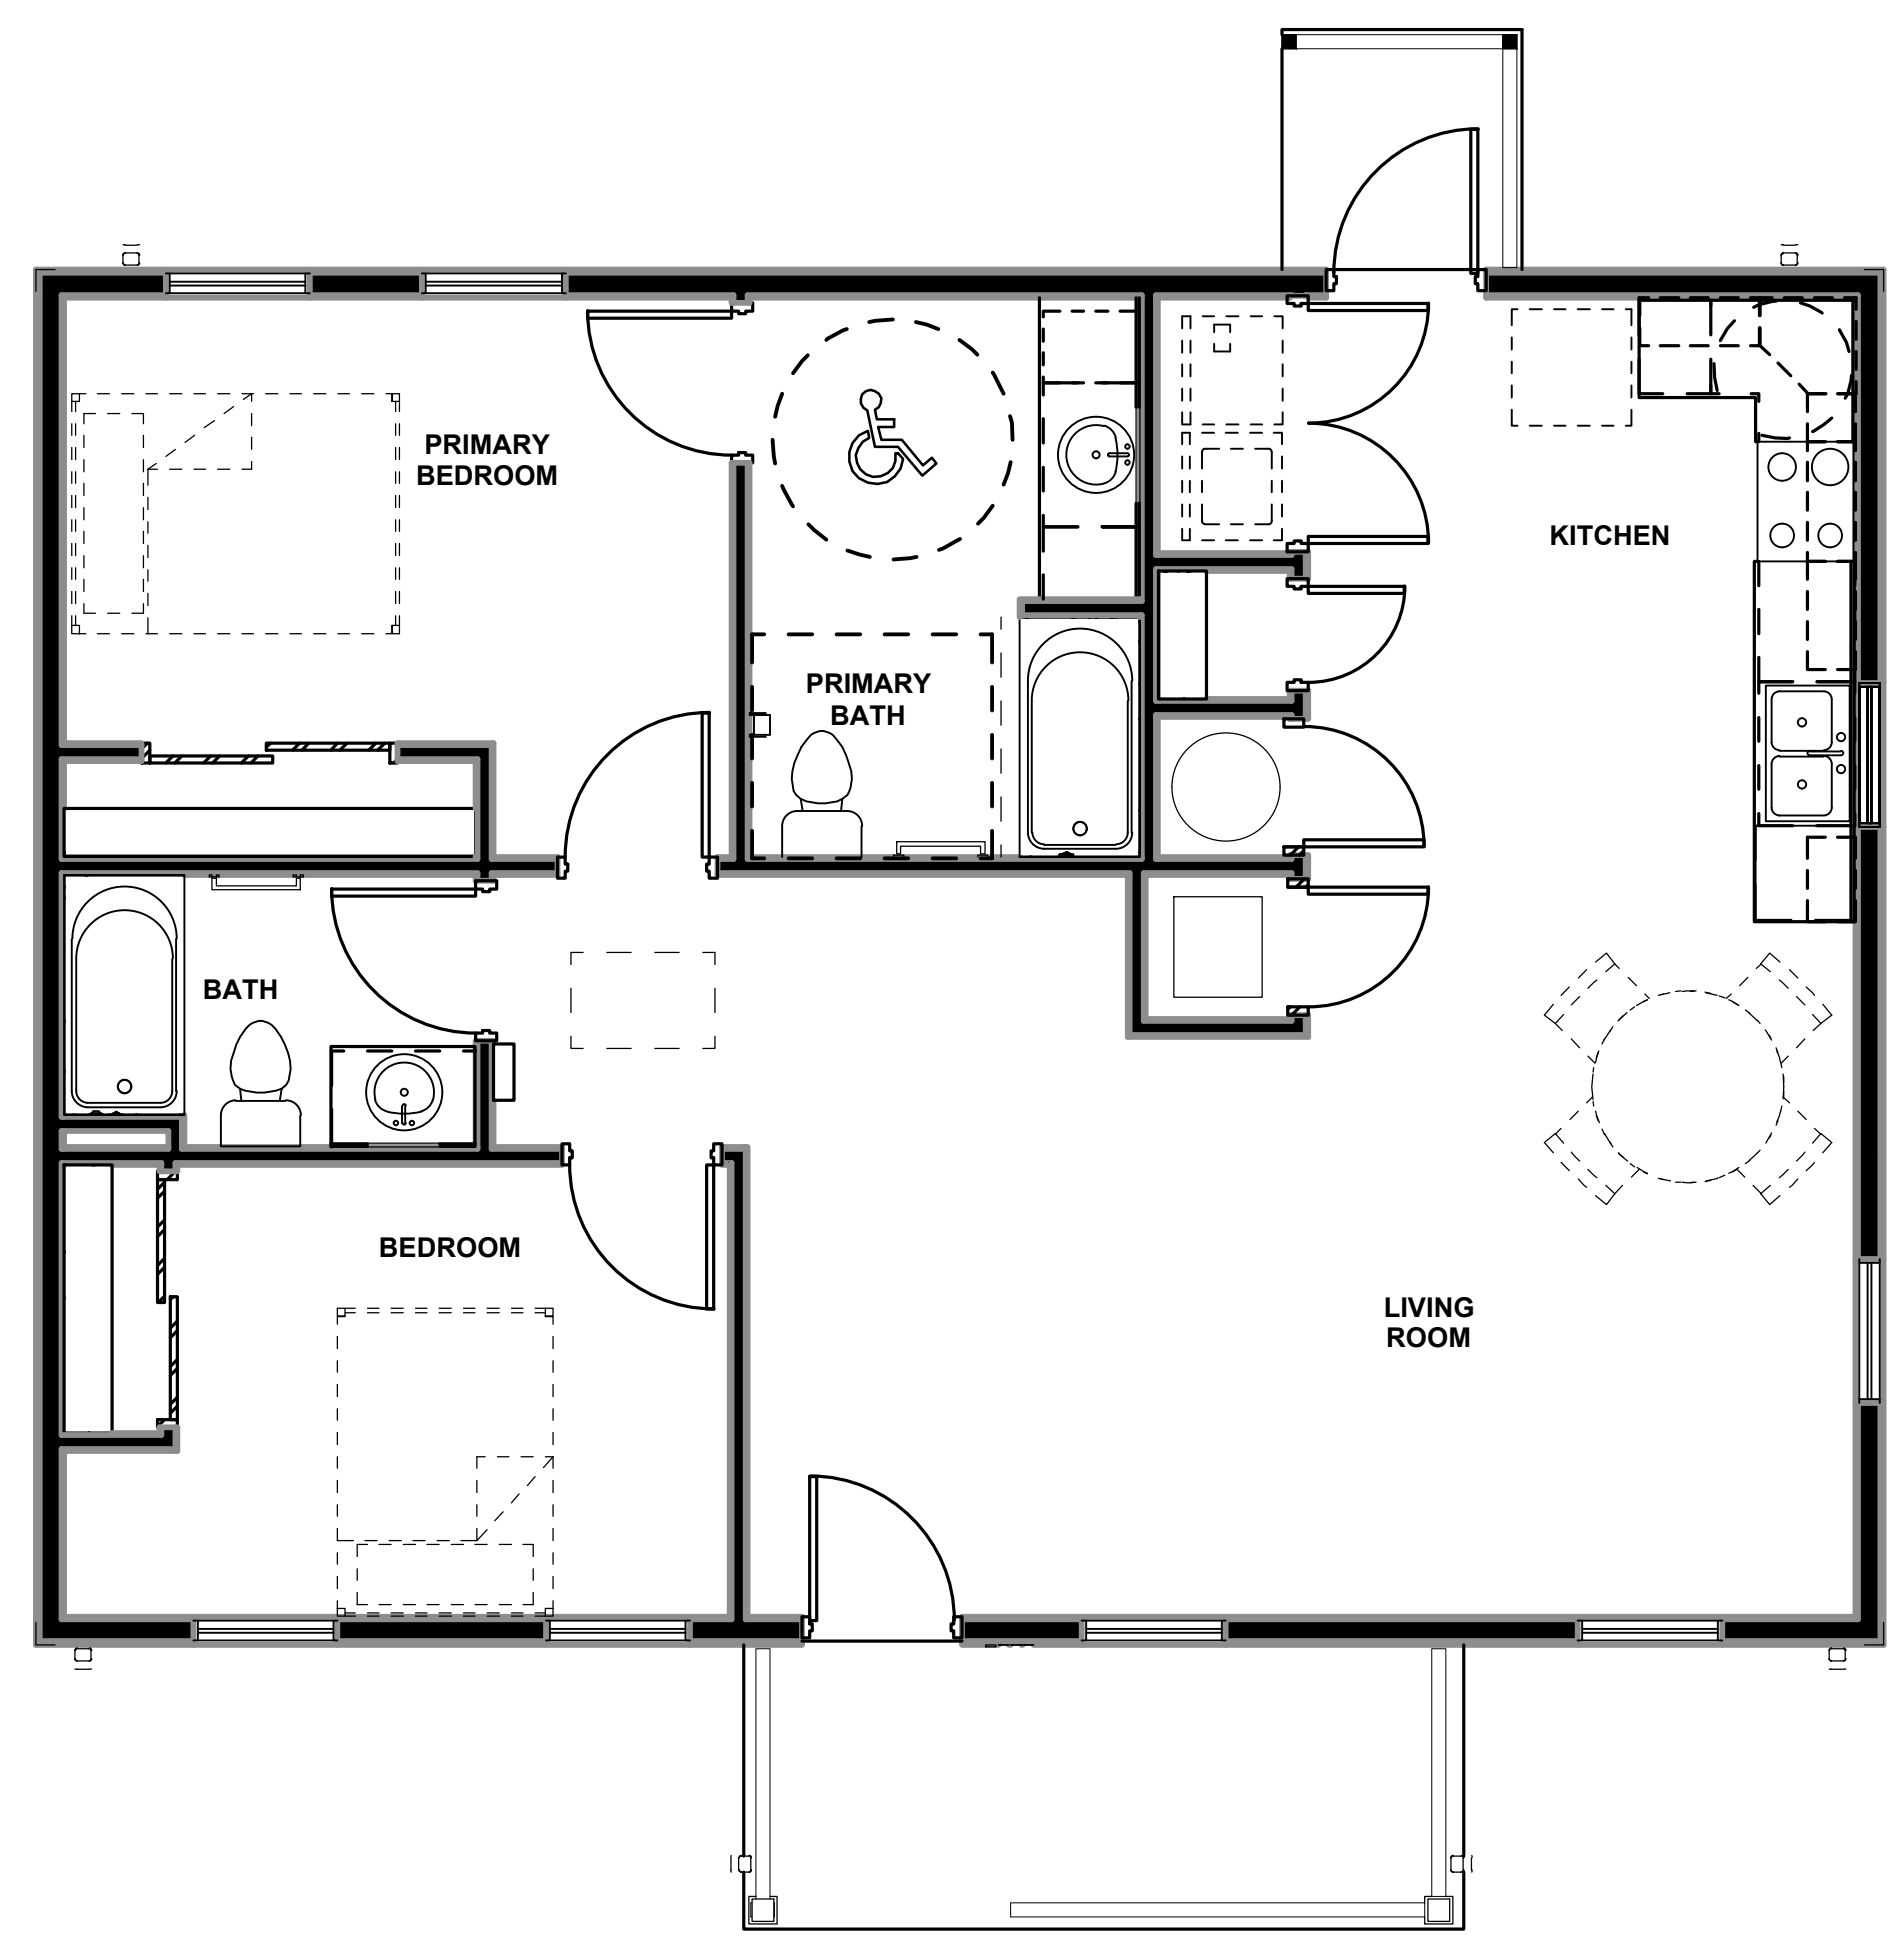 PRIMARY
BEDROOM
KITCHEN
PRIMARY
BATH
BATH
BEDROOM
LIVING
ROOM